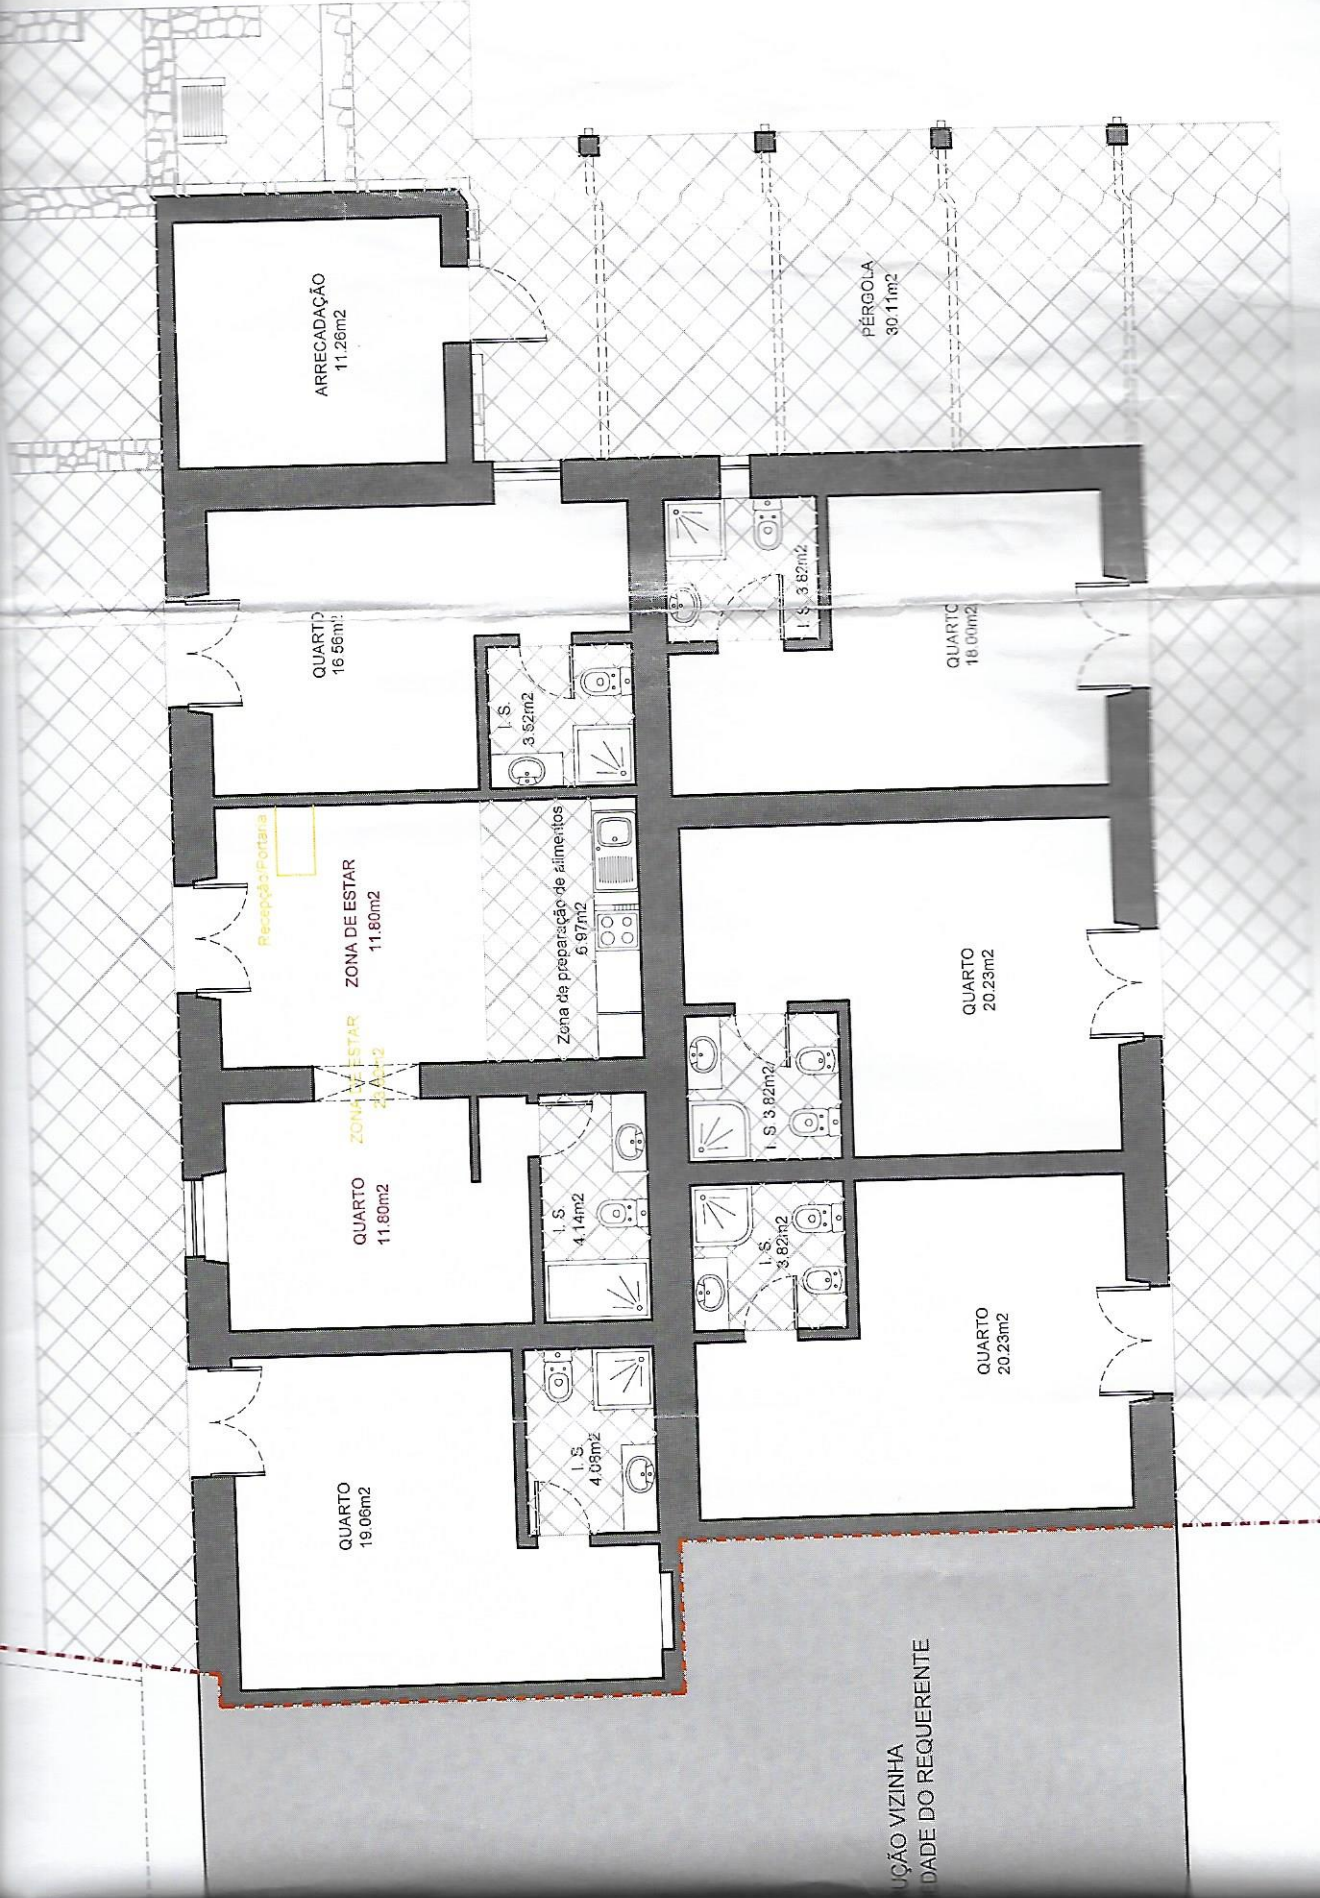 ARRECADAÇÃO
11.26m2
PÉRGOLA
30.11m2
QUARTO
16.56m2
I. S.
3.52m2
I. S. 3.82m2
QUARTO
18.00m2
Recepção/Portaria
ZONA DE ESTAR
11.80m2
Zona de preparação de alimentos
6.97m2
ZONA DE ESTAR
QUARTO
20.23m2
I. S. 3.82m2
QUARTO
11.80m2
I. S.
4.14m2
I. S.
3.82m2
QUARTO
20.23m2
QUARTO
19.06m2
I. S.
4.08m2
UÇÃO VIZINHA
DADE DO REQUERENTE